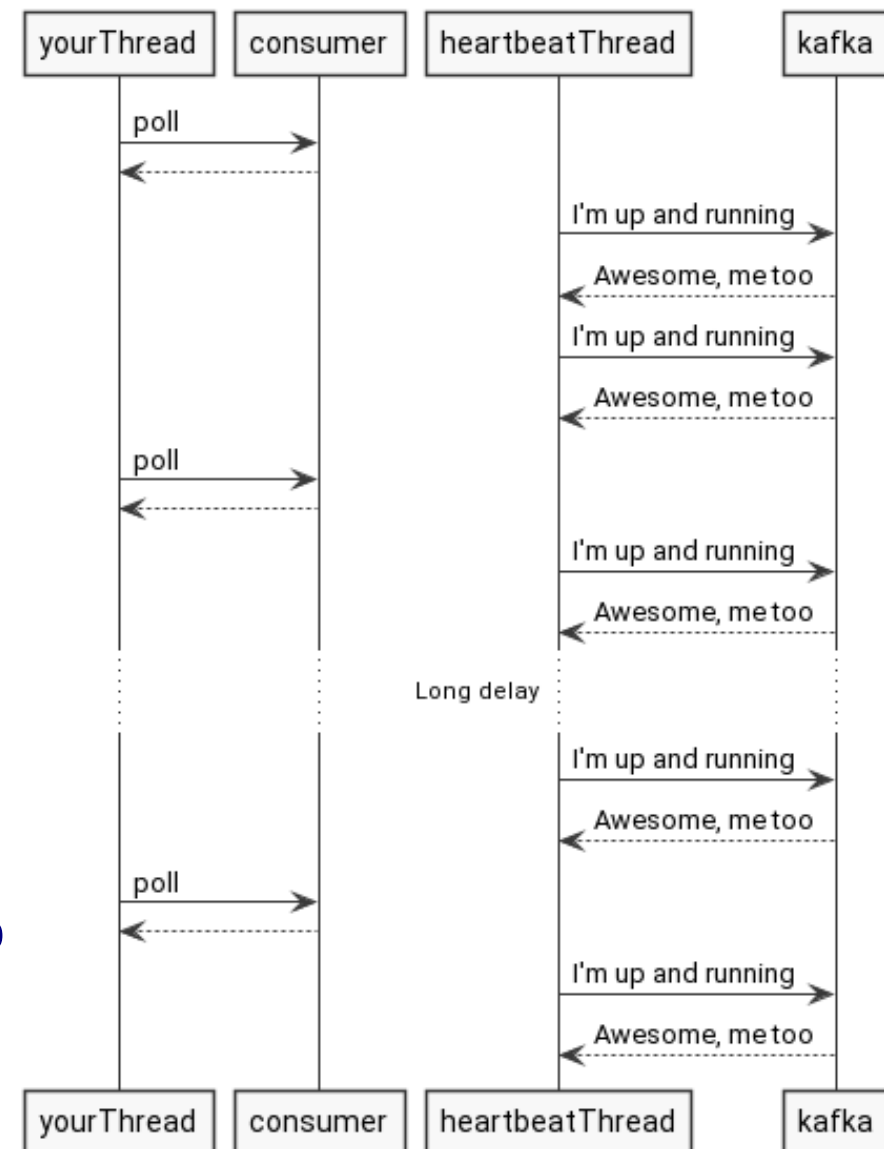 yourThread consumer heartbeatThread kafka
poll
I'm up and running
Awesome, me too
I'm up and running
Awesome, me too
poll
I'm up and running
Awesome, me too
Long delay
I'm up and running
Awesome, me too
poll
)
I'm up and running
Awesome, me too
yourThread consumer heartbeatThread kafka